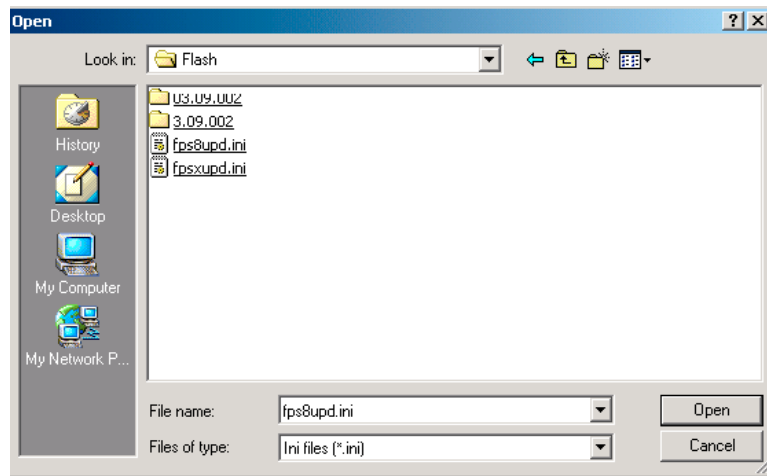 Open
Look in:
Flash
03.09.002
3.09.002
fps8upd.ini
fpsxupd.ini
History
Desktop
My Computer
My Network P...
File name:
fps8upd.ini
Open
Files of type:
Ini files (*.ini)
Cancel